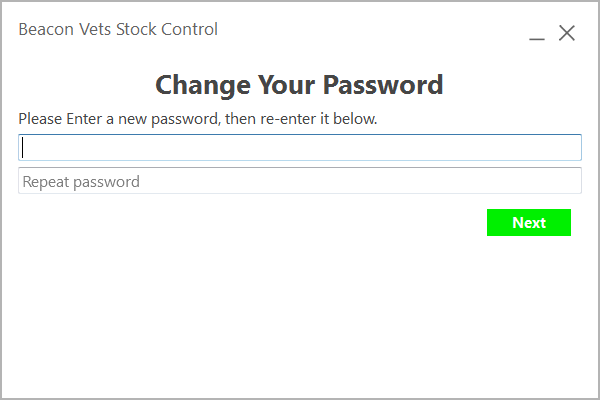 Beacon Vets Stock Control
Change Your Password
Please Enter a new password, then re-enter it below.
Repeat password
Next